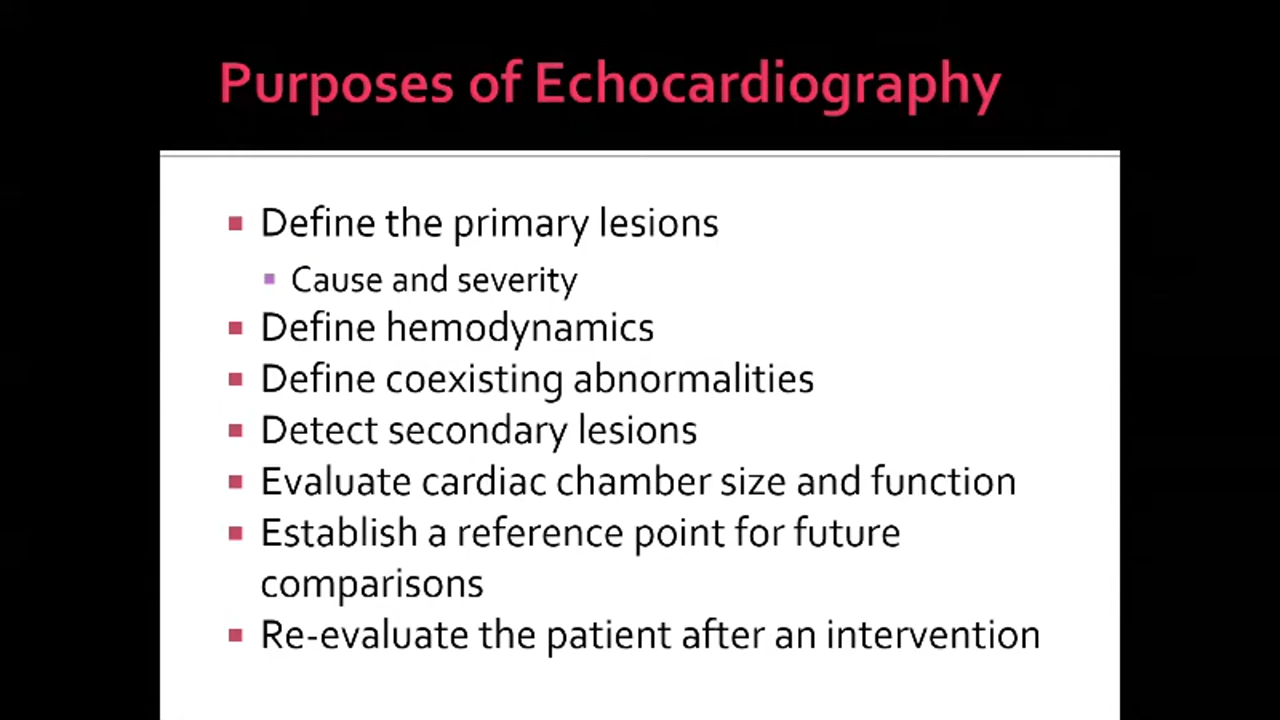 Purposes of Echocardiography
Define the primary lesions
Cause and severity
Define hemodynamics
Define coexisting abnormalities
Detect secondary lesions
Evaluate cardiac chamber size and function
Establish a reference point for future
comparisons
Re-evaluate the patient after an intervention